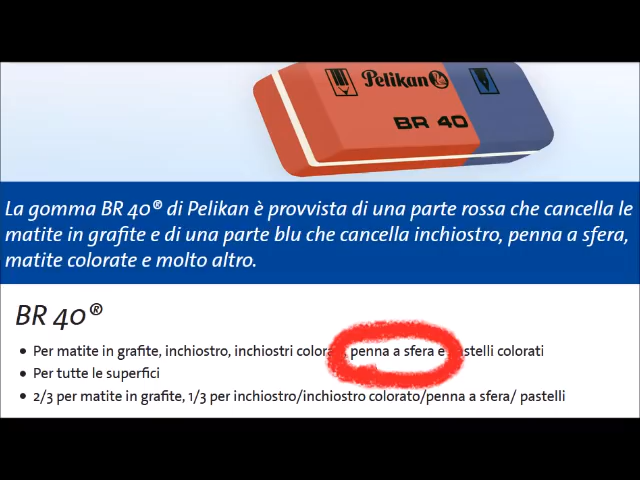 Pelikan
BR 40
La gomma BR 40® di Pelikan è provvista di una parte rossa che cancella le
matite in grafite e di una parte blu che cancella inchiostro, penna a sfera,
matite colorate e molto altro.
BR 40®
• Per matite in grafite, inchiostro, inchiostri colorati, penna a sfera e pastelli colorati
• Per tutte le superfici
• 2/3 per matite in grafite, 1/3 per inchiostro/inchiostro colorato/penna a sfera/ pastelli